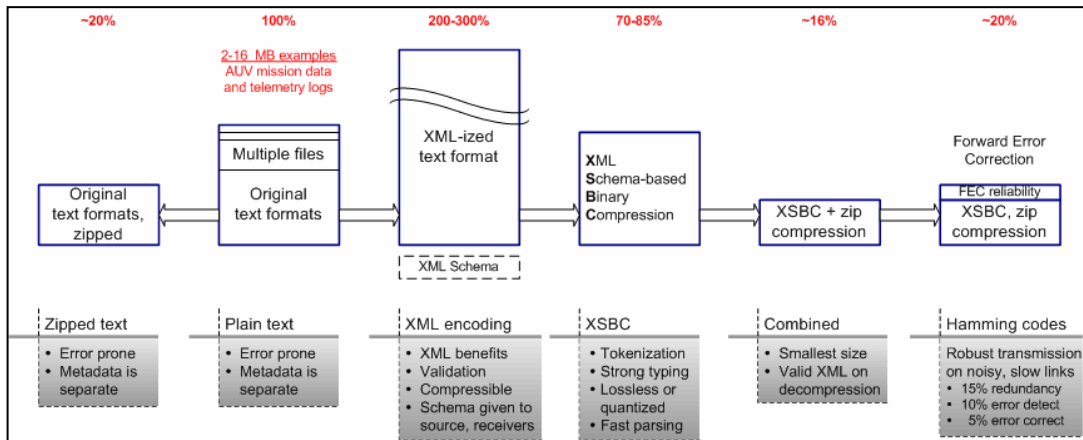 ~20%
100%
200-300%
70-85%
~16%
~20%
2-16 MB examples
AUV mission data
and telemetry logs
Original
text formats,
zipped
Multiple files
Original
text formats
XML-ized
text format
XML Schema
XML
Schema-based
Binary
Compression
XSBC + zip
compression
Forward Error
Correction
FEC reliability
XSBC, zip
compression
Zipped text
• Error prone
• Metadata is
separate
Plain text
• Error prone
• Metadata is
separate
XML encoding
• XML benefits
• Validation
• Compressible
• Schema given to
source, receivers
XSBC
• Tokenization
• Strong typing
• Lossless or
quantized
• Fast parsing
Combined
• Smallest size
• Valid XML on
decompression
Hamming codes
Robust transmission
on noisy, slow links
• 15% redundancy
• 10% error detect
• 5% error correct